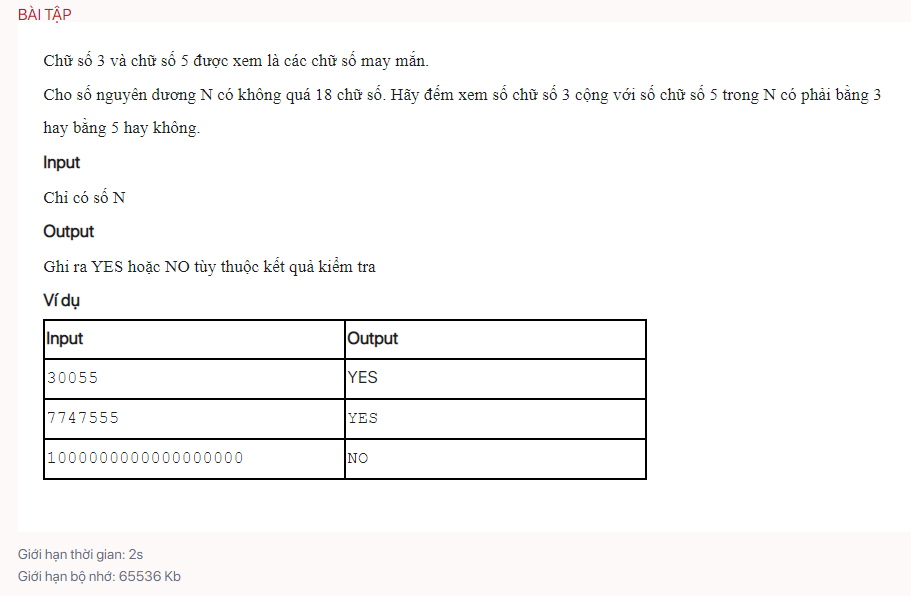 BÀI TẬP
Chữ số 3 và chữ số 5 được xem là các chữ số may mắn.
Cho số nguyên dương N có không quá 18 chữ số. Hãy đếm xem số chữ số 3 cộng với số chữ số 5 trong N có phải bằng 3
hay bằng 5 hay không.
Input
Chỉ có số N
Output
Ghi ra YES hoặc NO tùy thuộc kết quả kiểm tra
Ví dụ
Input Output
30055 YES
7747555 YES
1000000000000000000 NO
Giới hạn thời gian: 2s
Giới hạn bộ nhớ: 65536 Kb